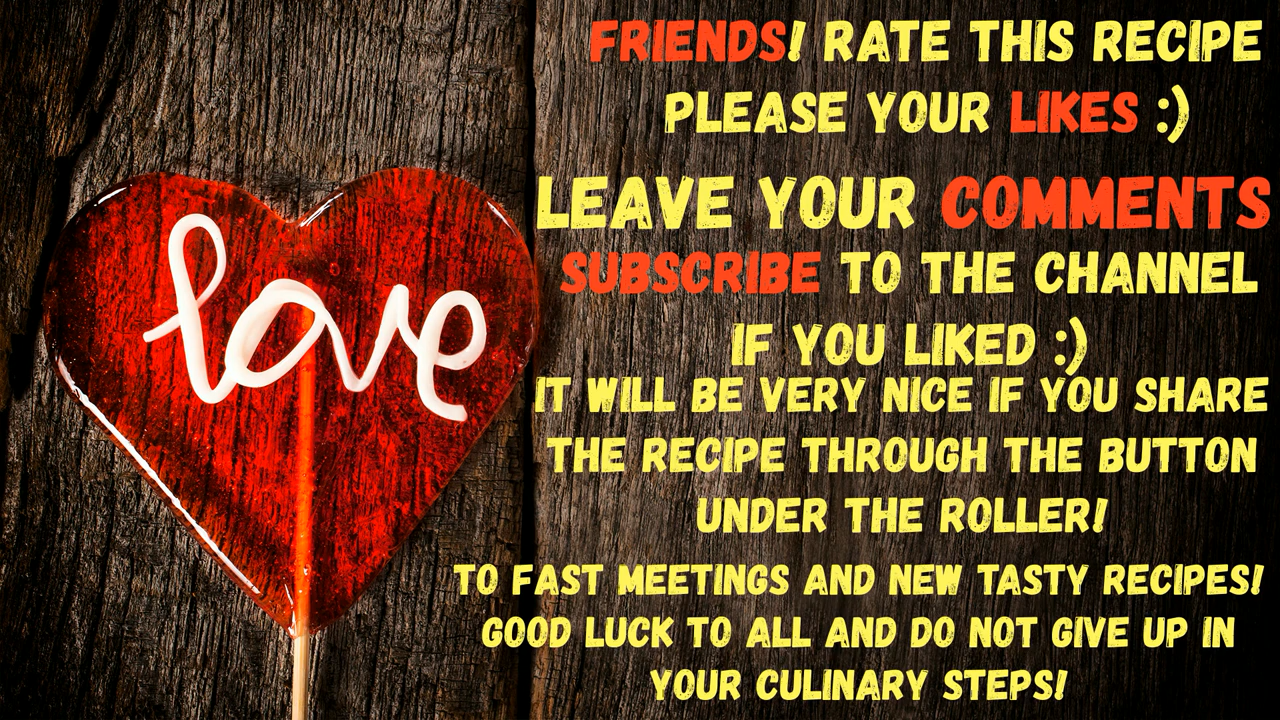 FRIENDS! RATE THIS RECIPE
PLEASE YOUR LIKES :)
LEAVE YOUR COMMENTS
SUBSCRIBE TO THE CHANNEL
IF YOU LIKED :)
IT WILL BE VERY NICE IF YOU SHARE
THE RECIPE THROUGH THE BUTTON
UNDER THE ROLLER!
TO FAST MEETINGS AND NEW TASTY RECIPES!
GOOD LUCK TO ALL AND DO NOT GIVE UP IN
YOUR CULINARY STEPS!
love